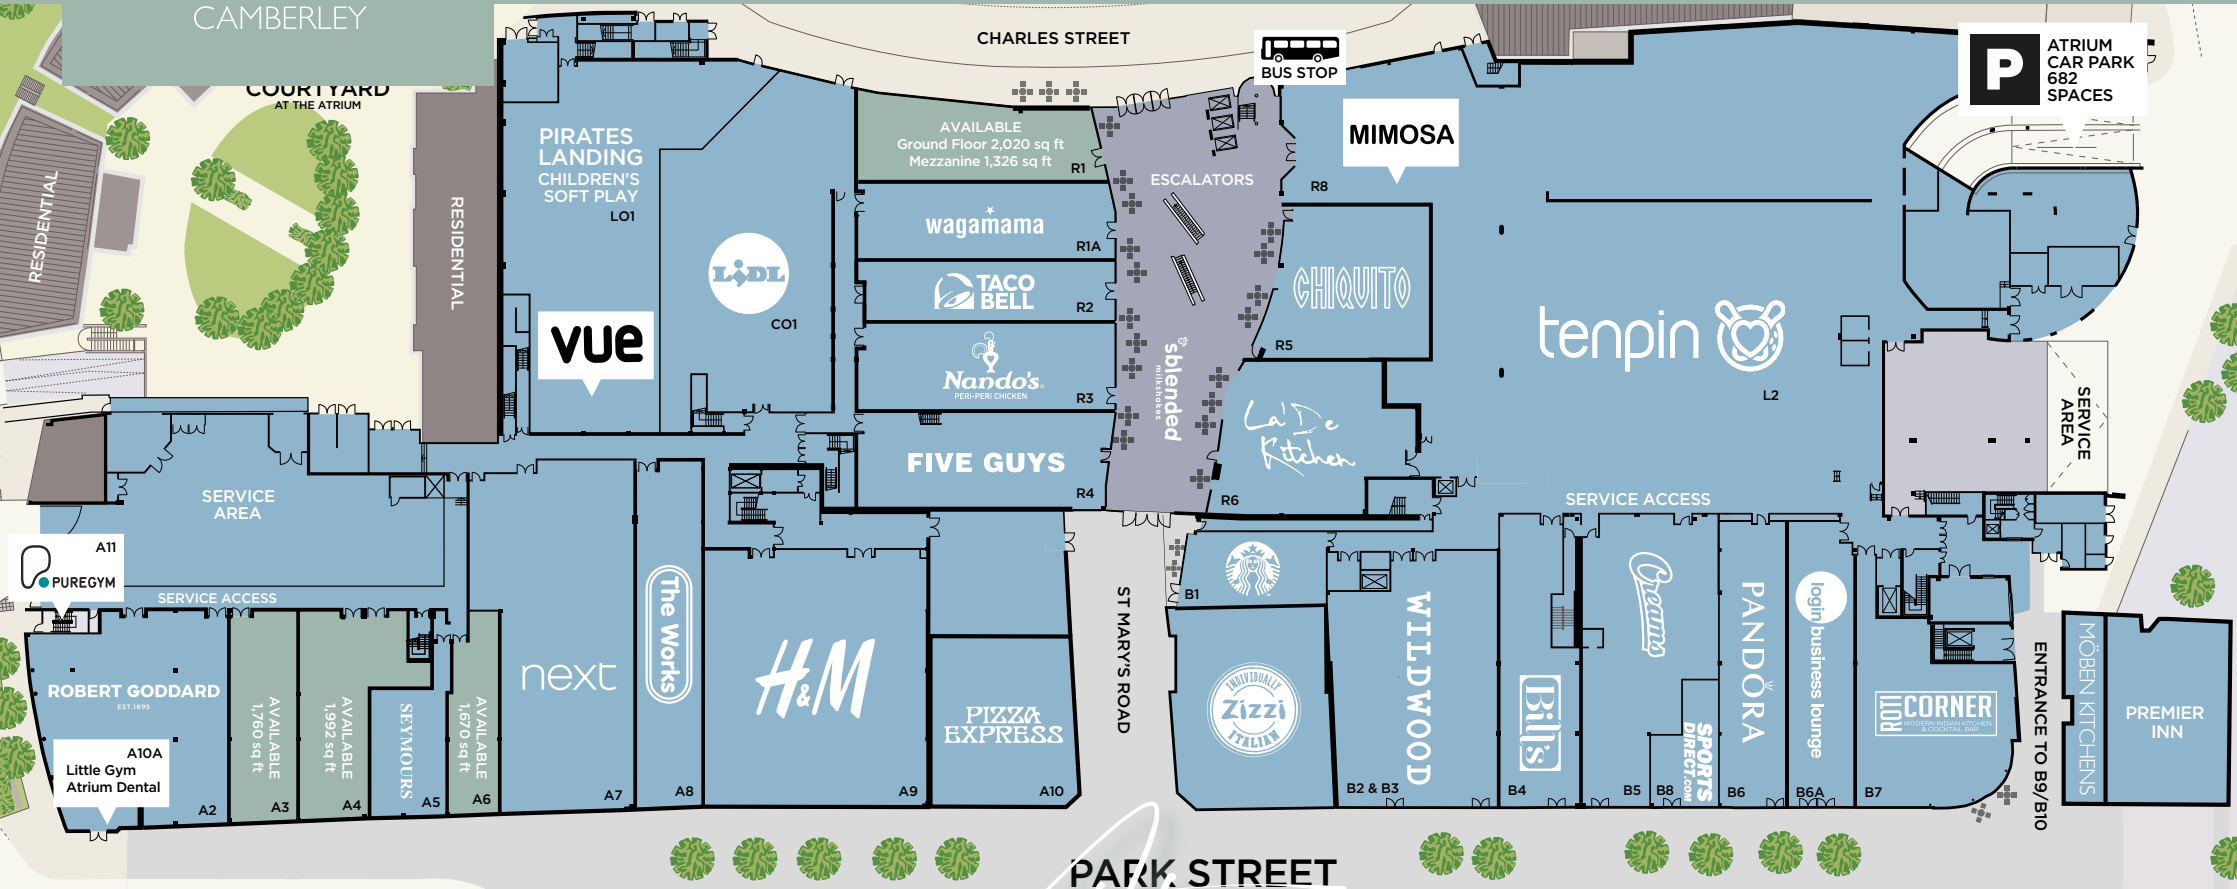 CAMBERLEY
COURTYARD
AT THE ATRIUM
CHARLES STREET
BUS STOP
P
ATRIUM
CAR PARK
682
SPACES
RESIDENTIAL
RESIDENTIAL
PIRATES
LANDING
CHILDREN'S
SOFT PLAY
LO1
LIDL
CO1
vue
AVAILABLE
Ground Floor 2,020 sq ft
Mezzanine 1,326 sq ft
R1
wagamama
R1A
TACO
BELL
R2
Nando's
PERi-PERi CHICKEN
R3
FIVE GUYS
R4
ESCALATORS
sblended
milkshakes
MIMOSA
R8
CHIQUITO
R5
La'De
Kitchen
R6
tenpin
L2
SERVICE
AREA
SERVICE ACCESS
SERVICE
AREA
A11
PUREGYM
SERVICE ACCESS
ROBERT GODDARD
EST.1895
A10A
Little Gym
Atrium Dental
A2
AVAILABLE
1,760 sq ft
A3
AVAILABLE
1,992 sq ft
A4
SEYMOURS
A5
AVAILABLE
1,670 sq ft
A6
next
A7
The Works
A8
H&M
A9
PIZZA
EXPRESS
A10
ST MARY'S ROAD
B1
INDIVIDUALLY
Zizzi
ITALIAN
WILDWOOD
B2 & B3
Bill's
B4
Creams
B5
SPORTS
DIRECT.COM
B8
PANDORA
B6
login business lounge
B6A
TUTORI CORNER
MODERN INDIAN KITCHEN
& COCKTAIL BAR
B7
ENTRANCE TO B9/B10
MÖBEN KITCHENS
PREMIER
INN
PARK STREET